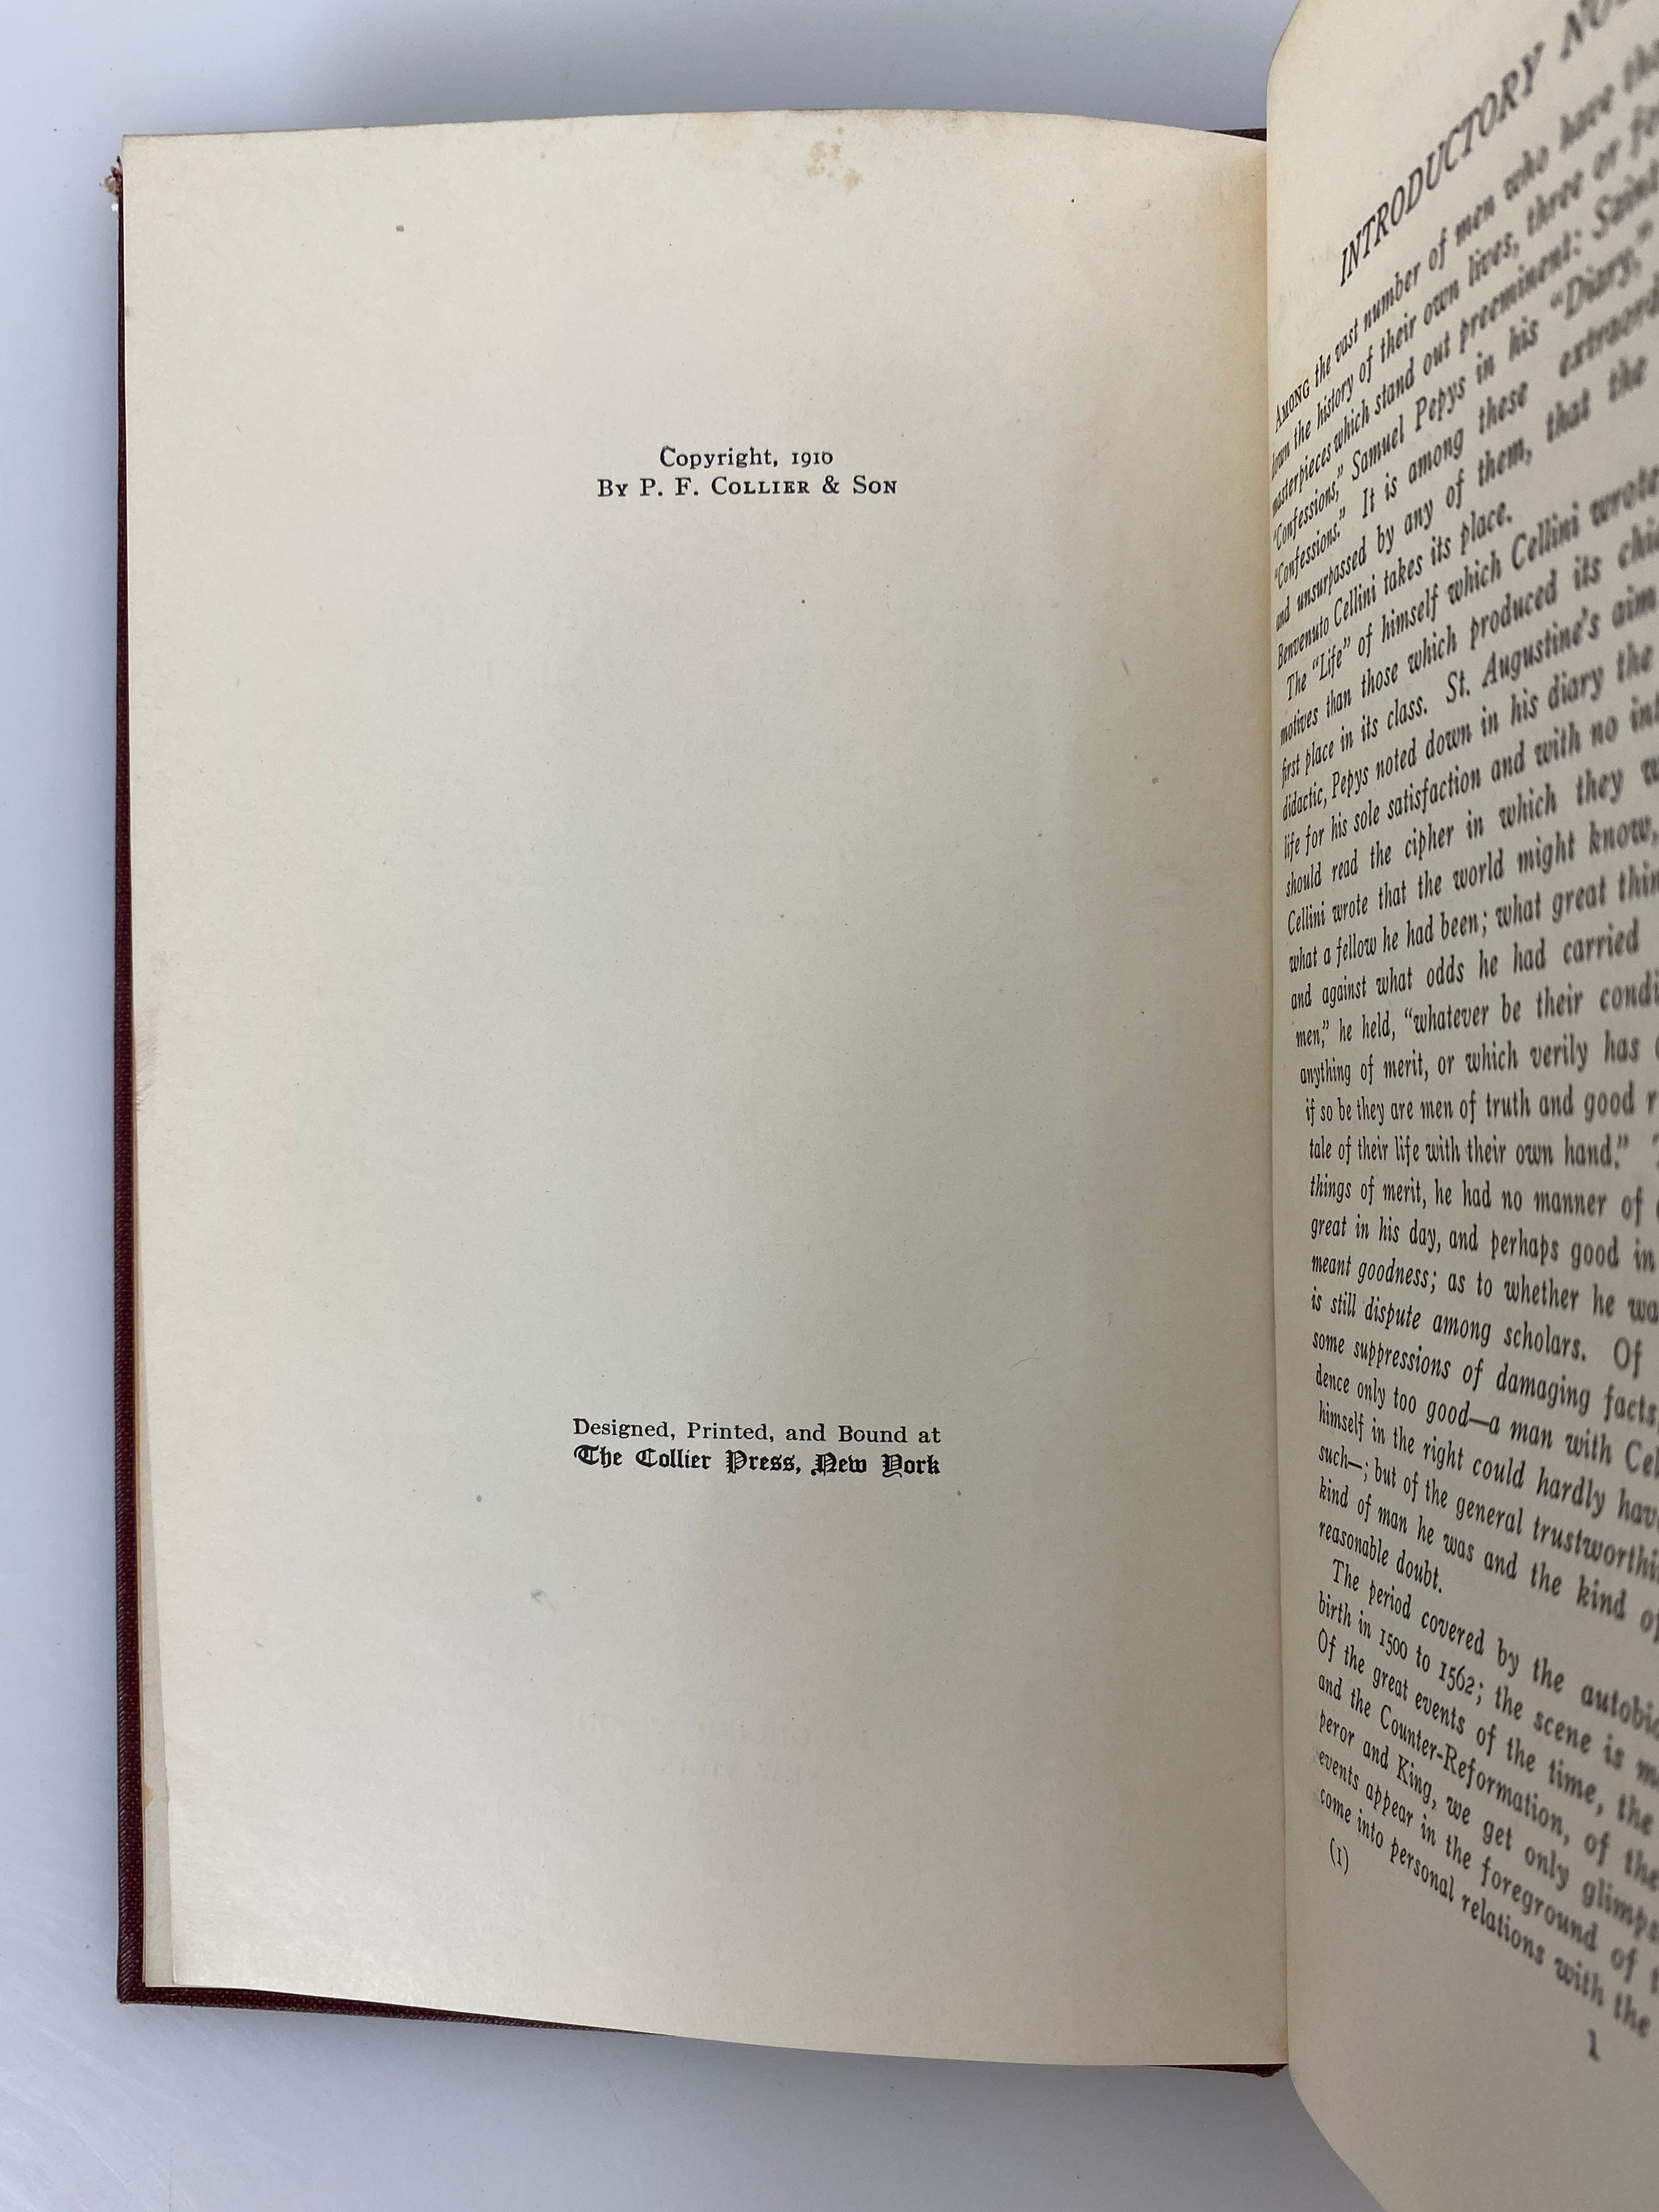 Copyright, 1910
By P. F. Collier & Son
Designed, Printed, and Bound at
The Collier Press, New York
INTRODUCTORY
Among the vast number of men who have
down the history of their own lives, three or
masterpieces which stand out preeminent: Saint
"Confessions," Samuel Pepys in his "Diary,"
"Confessions." It is among these
and unsurpassed by any of them, that the
Benvenuto Cellini takes its place.
The "Life" of himself which Cellini wrote
motives than those which produced its
first place in its class. St. Augustine's aim
didactic, Pepys noted down in his diary the
life for his sole satisfaction and with no
should read the cipher in which they
Cellini wrote that the world might know,
what a fellow he had been; what great
and against what odds he had carried
men," he held, "whatever be their
anything of merit, or which verily has
if so be they are men of truth and good
tale of their life with their own hand."
things of merit, he had no manner of
great in his day, and perhaps good in
meant goodness; as to whether he
is still dispute among scholars. Of
some suppressions of damaging facts,
dence only too good—a man with
himself in the right could hardly
such—; but of the general
kind of man he was and the kind
reasonable doubt.
The period covered by the
birth in 1500 to 1562; the scene is
Of the great events of the time, the
and the Counter-Reformation, of the
peror and King, we get only
events appear in the foreground of
come into personal relations with the
(1)
1